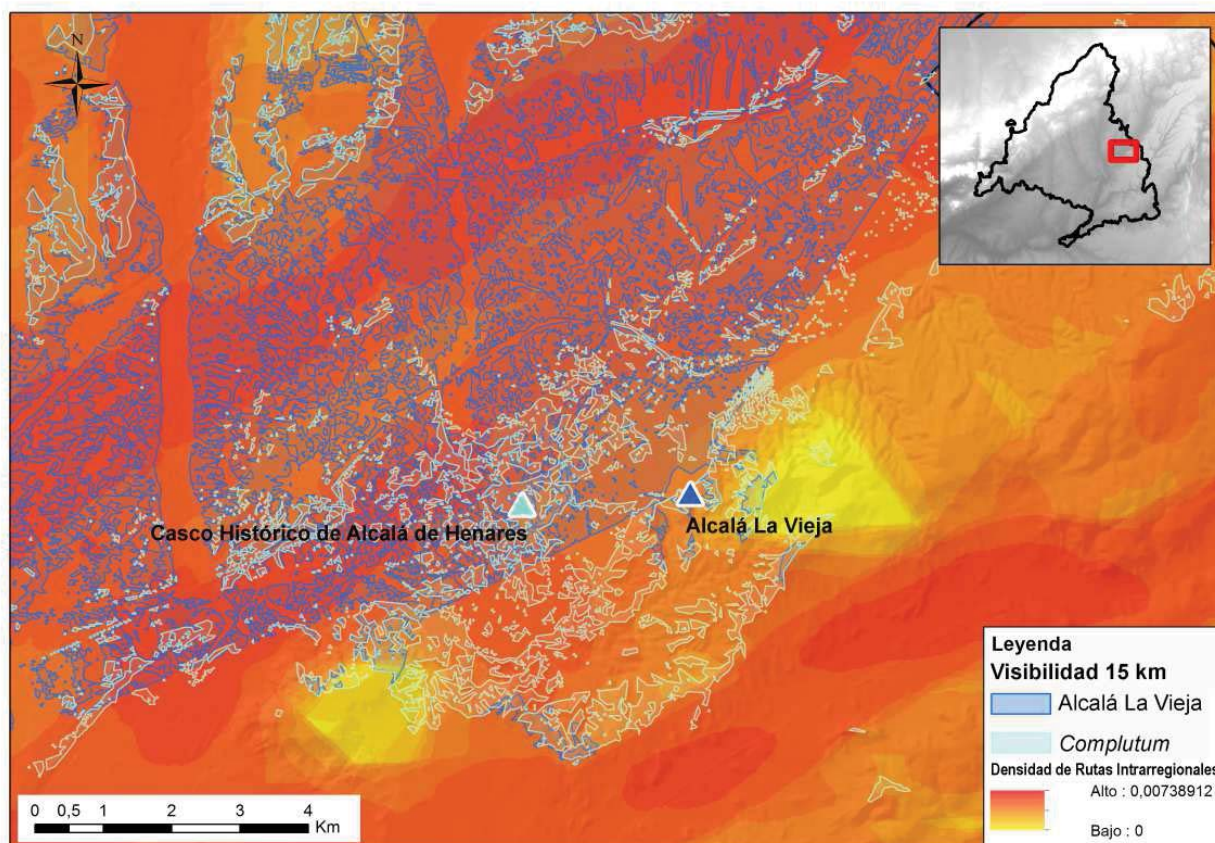 N
Casco Histórico de Alcalá de Henares
Alcalá La Vieja
Leyenda
Visibilidad 15 km
Alcalá La Vieja
Complutum
Densidad de Rutas Intrarregionales
Alto : 0,00738912
Bajo : 0
0 0,5 1 2 3 4
Km